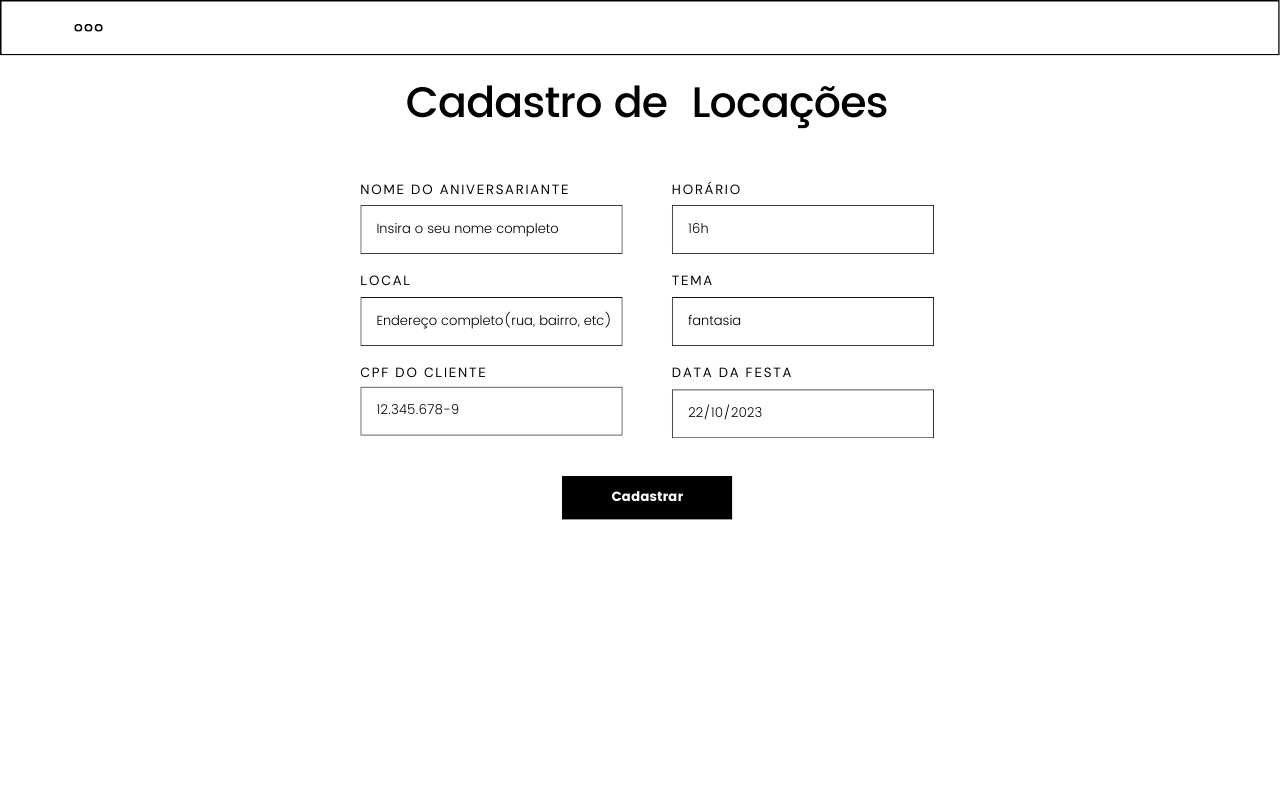 Cadastro de  Locações
NOME DO ANIVERSARIANTE
Insira o seu nome completo
HORÁRIO
16h
LOCAL
Endereço completo(rua, bairro, etc)
TEMA
fantasia
CPF DO CLIENTE
12.345.678-9
DATA DA FESTA
22/10/2023
Cadastrar